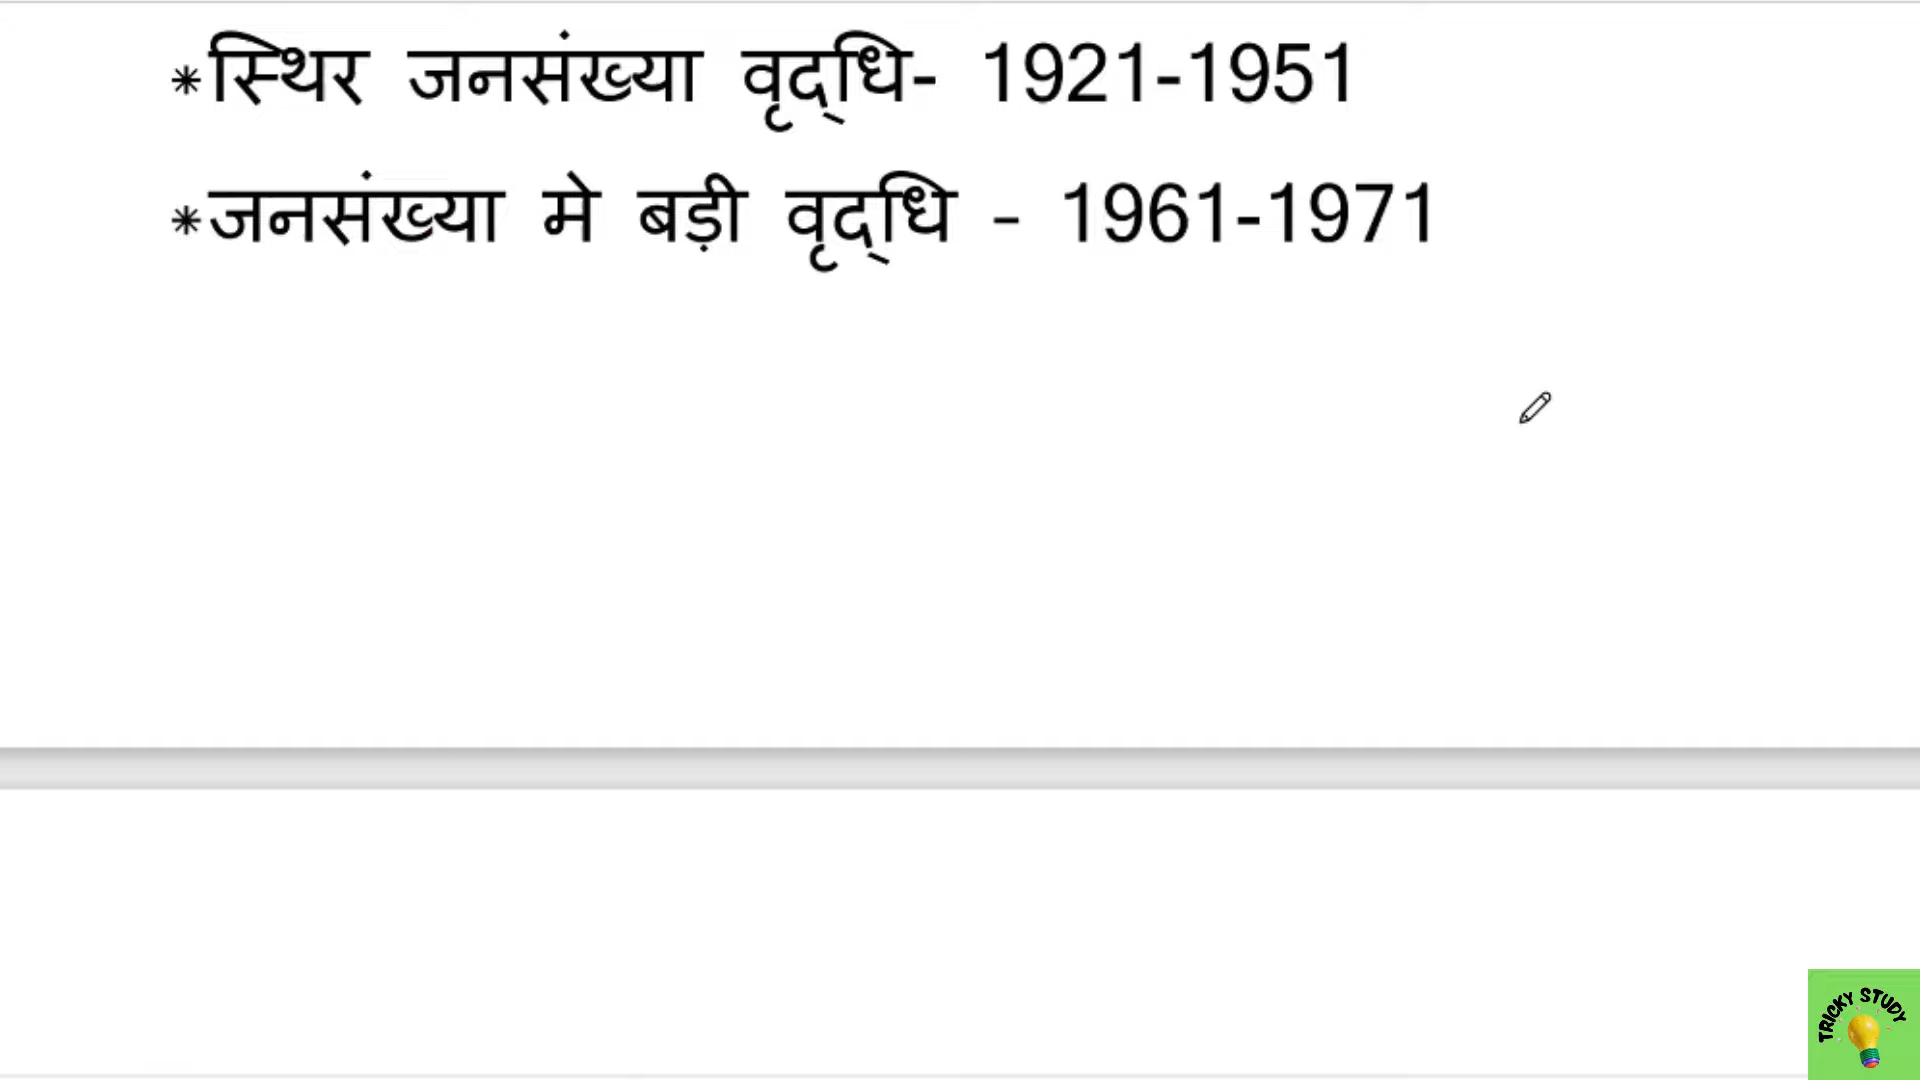 *स्थिर जनसंख्या वृद्‌धि- 1921-1951
*जनसंख्या मे बड़ी वृद्‌धि - 1961-1971
TRICKY STUDY